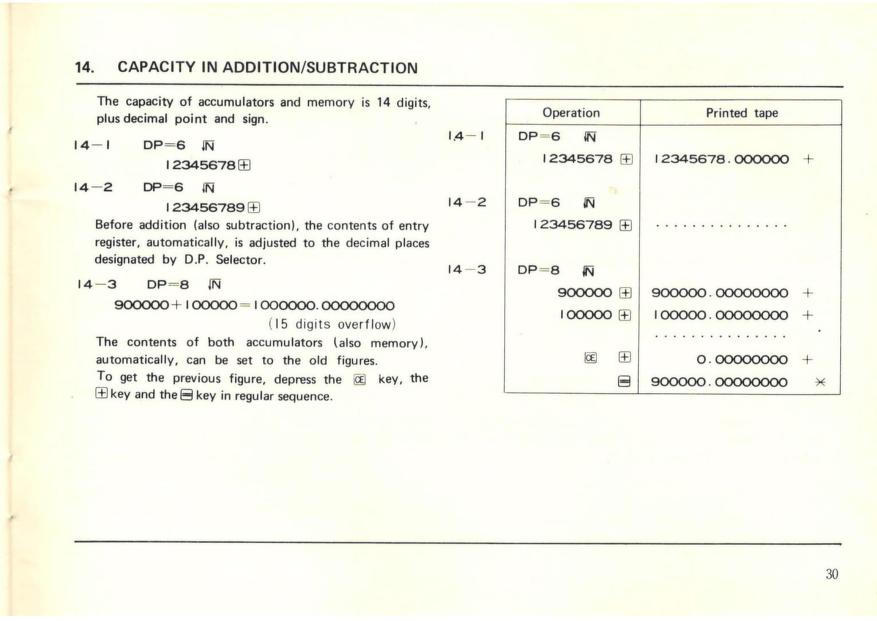 14. CAPACITY IN ADDITION/SUBTRACTION
The capacity of accumulators and memory is 14 digits,
plus decimal point and sign.
14-1 DP=6 N
12345678 +
14-2 DP=6 N
123456789 +
Before addition (also subtraction), the contents of entry
register, automatically, is adjusted to the decimal places
designated by D.P. Selector.
14-3 DP=8 N
900000+100000=1000000.00000000
(15 digits overflow)
The contents of both accumulators (also memory),
automatically, can be set to the old figures.
To get the previous figure, depress the CE key, the
+ key and the = key in regular sequence.
Operation Printed tape
14-1 DP=6 N
12345678 + 12345678.000000 +
14-2 DP=6 N
123456789 + ...............
14-3 DP=8 N
900000 + 900000.00000000 +
100000 + 100000.00000000 +
...............
CE + 0.00000000 +
= 900000.00000000 *
30